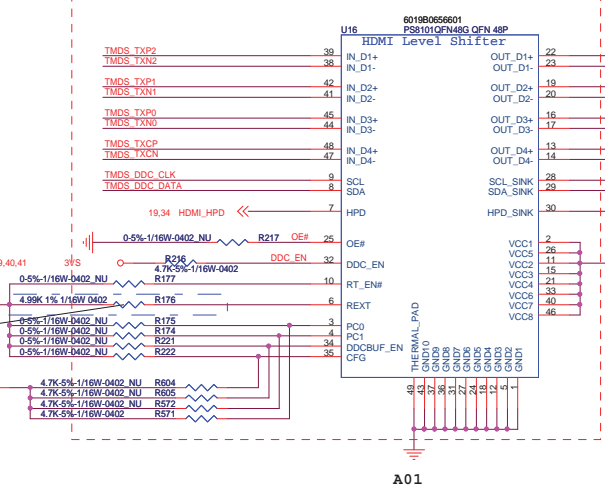 6019B0656601
U16 PS8101QFN48G QFN 48P
HDMI Level Shifter
TMDS_TXP2 39 IN_D1+ OUT_D1+ 22
TMDS_TXN2 38 IN_D1- OUT_D1- 23
TMDS_TXP1 42 IN_D2+ OUT_D2+ 19
TMDS_TXN1 41 IN_D2- OUT_D2- 20
TMDS_TXP0 45 IN_D3+ OUT_D3+ 16
TMDS_TXN0 44 IN_D3- OUT_D3- 17
TMDS_TXCP 48 IN_D4+ OUT_D4+ 13
TMDS_TXCN 47 IN_D4- OUT_D4- 14
TMDS_DDC_CLK 9 SCL SCL_SINK 28
TMDS_DDC_DATA 8 SDA SDA_SINK 29
19,34 HDMI_HPD 7 HPD HPD_SINK 30
0-5%-1/16W-0402_NU R217 OE# 25 OE# VCC1 2
VCC5 26
9,40,41 3VS R216 DDC_EN 32 DDC_EN VCC2 11
4.7K-5%-1/16W-0402 VCC3 15
0-5%-1/16W-0402_NU R177 10 RT_EN# VCC4 21
VCC6 33
4.99K 1% 1/16W 0402 R176 6 REXT VCC7 40
VCC8 46
0-5%-1/16W-0402_NU R175 3 PC0
0-5%-1/16W-0402_NU R174 4 PC1
0-5%-1/16W-0402_NU R221 34 DDCBUF_EN
0-5%-1/16W-0402_NU R222 35 CFG
THERMAL_PAD GND10 GND9 GND8 GND7 GND6 GND5 GND4 GND3 GND2 GND1
49 43 37 36 31 27 24 18 12 5 1
4.7K-5%-1/16W-0402_NU R604
4.7K-5%-1/16W-0402_NU R605
4.7K-5%-1/16W-0402_NU R572
4.7K-5%-1/16W-0402 R571
A01